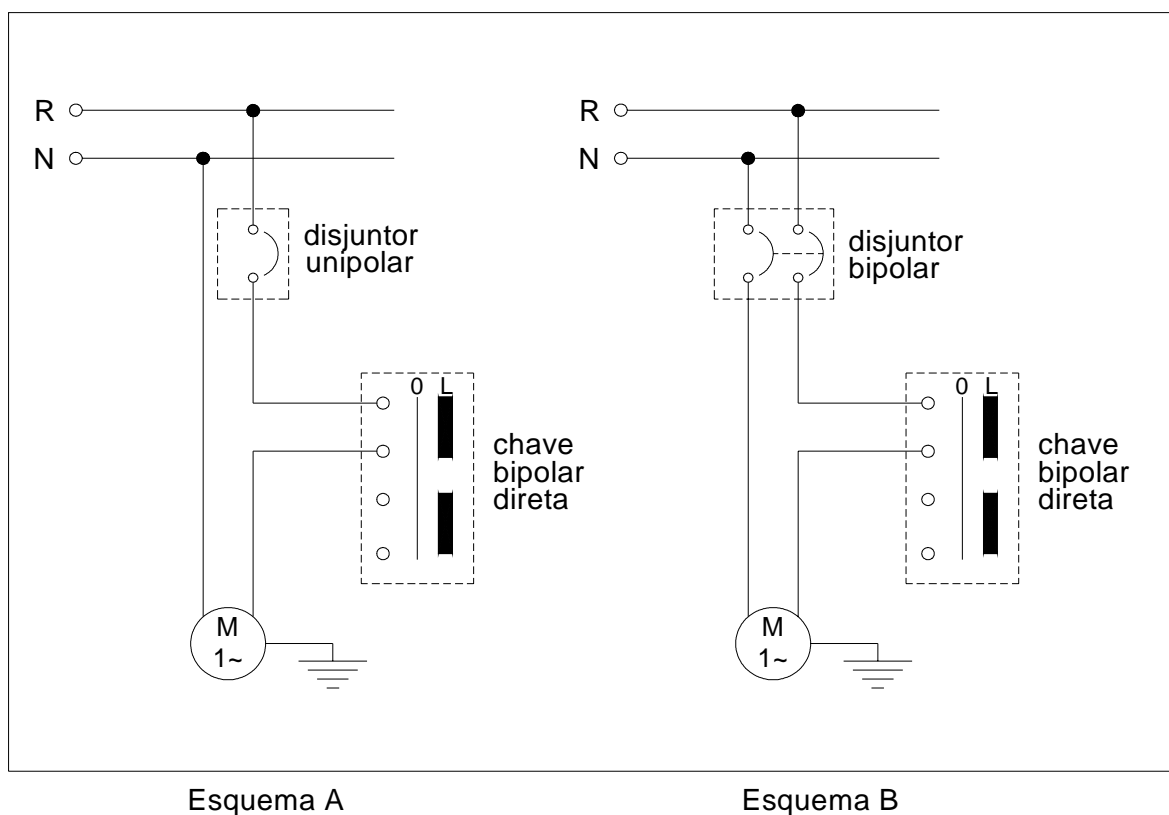 R
N
disjuntor
unipolar
0 L
chave
bipolar
direta
M
1~
Esquema A
R
N
disjuntor
bipolar
0 L
chave
bipolar
direta
M
1~
Esquema B